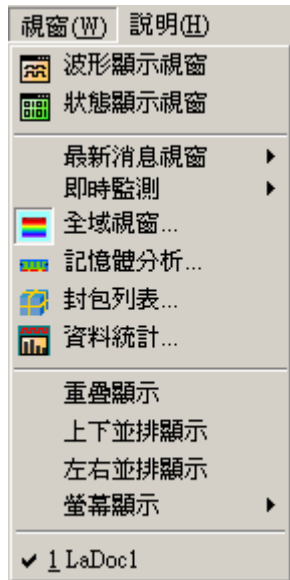 視窗(W) 說明(H)
波形顯示視窗
狀態顯示視窗
最新消息視窗
即時監測
全域視窗...
記憶體分析...
封包列表...
資料統計...
重疊顯示
上下並排顯示
左右並排顯示
螢幕顯示
1 LaDoc1